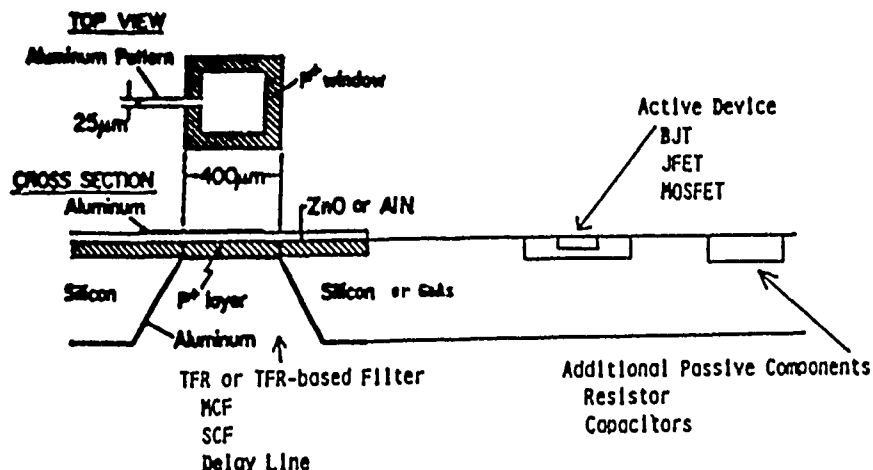 TOP VIEW
Aluminum Pattern
P+ window
25μm
400μm
CROSS SECTION
Aluminum
ZnO or AlN
Silicon
P+ layer
Silicon or GaAs
Aluminum
TFR or TFR-based Filter
MCF
SCF
Delay Line
Active Device
BJT
JFET
MOSFET
Additional Passive Components
Resistor
Capacitors